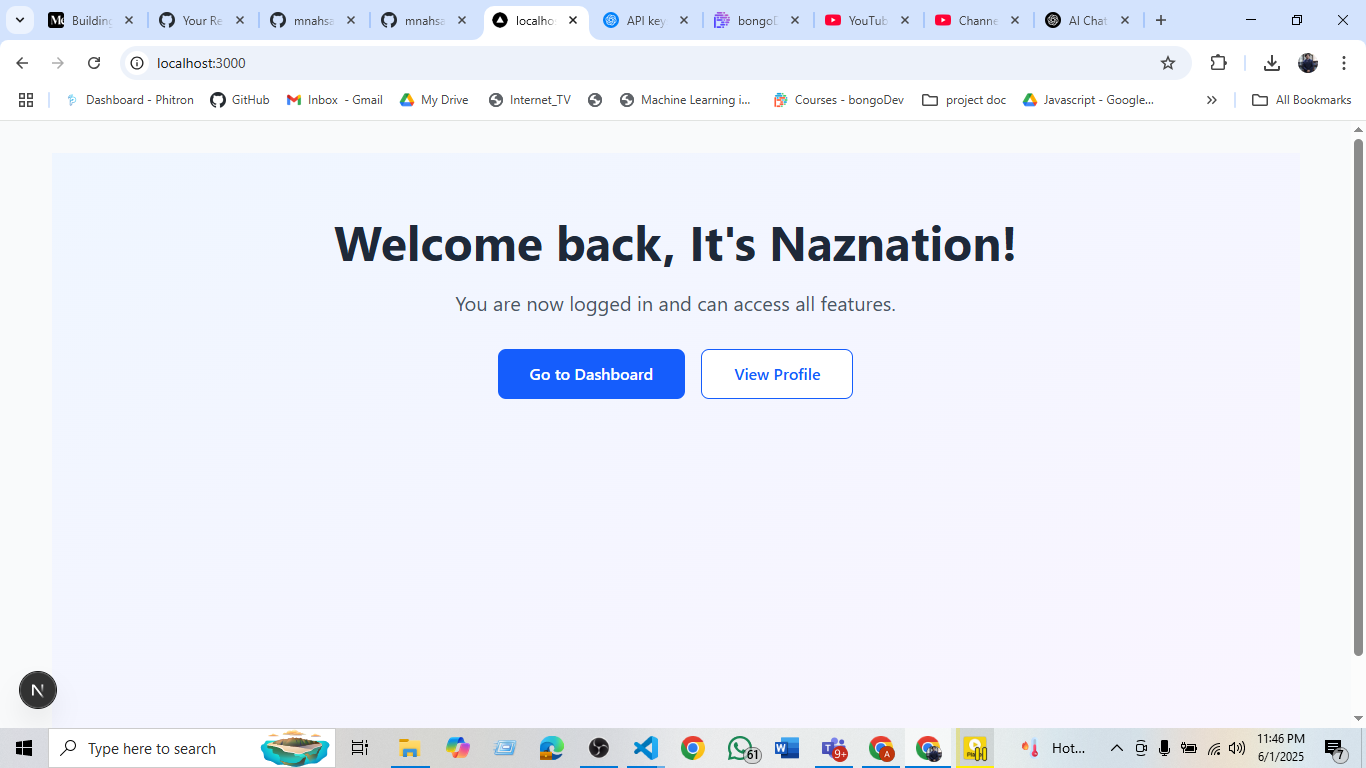 Building
Your Re
mnahsa
mnahsa
localho
API key
bongoD
YouTub
Channe
AI Chat
localhost:3000
Dashboard - Phitron
GitHub
Inbox - Gmail
My Drive
Internet_TV
Machine Learning i...
Courses - bongoDev
project doc
Javascript - Google...
All Bookmarks
Welcome back, It's Naznation!
You are now logged in and can access all features.
Go to Dashboard
View Profile
N
Type here to search
61
9+
A
Hot...
11:46 PM
6/1/2025
7